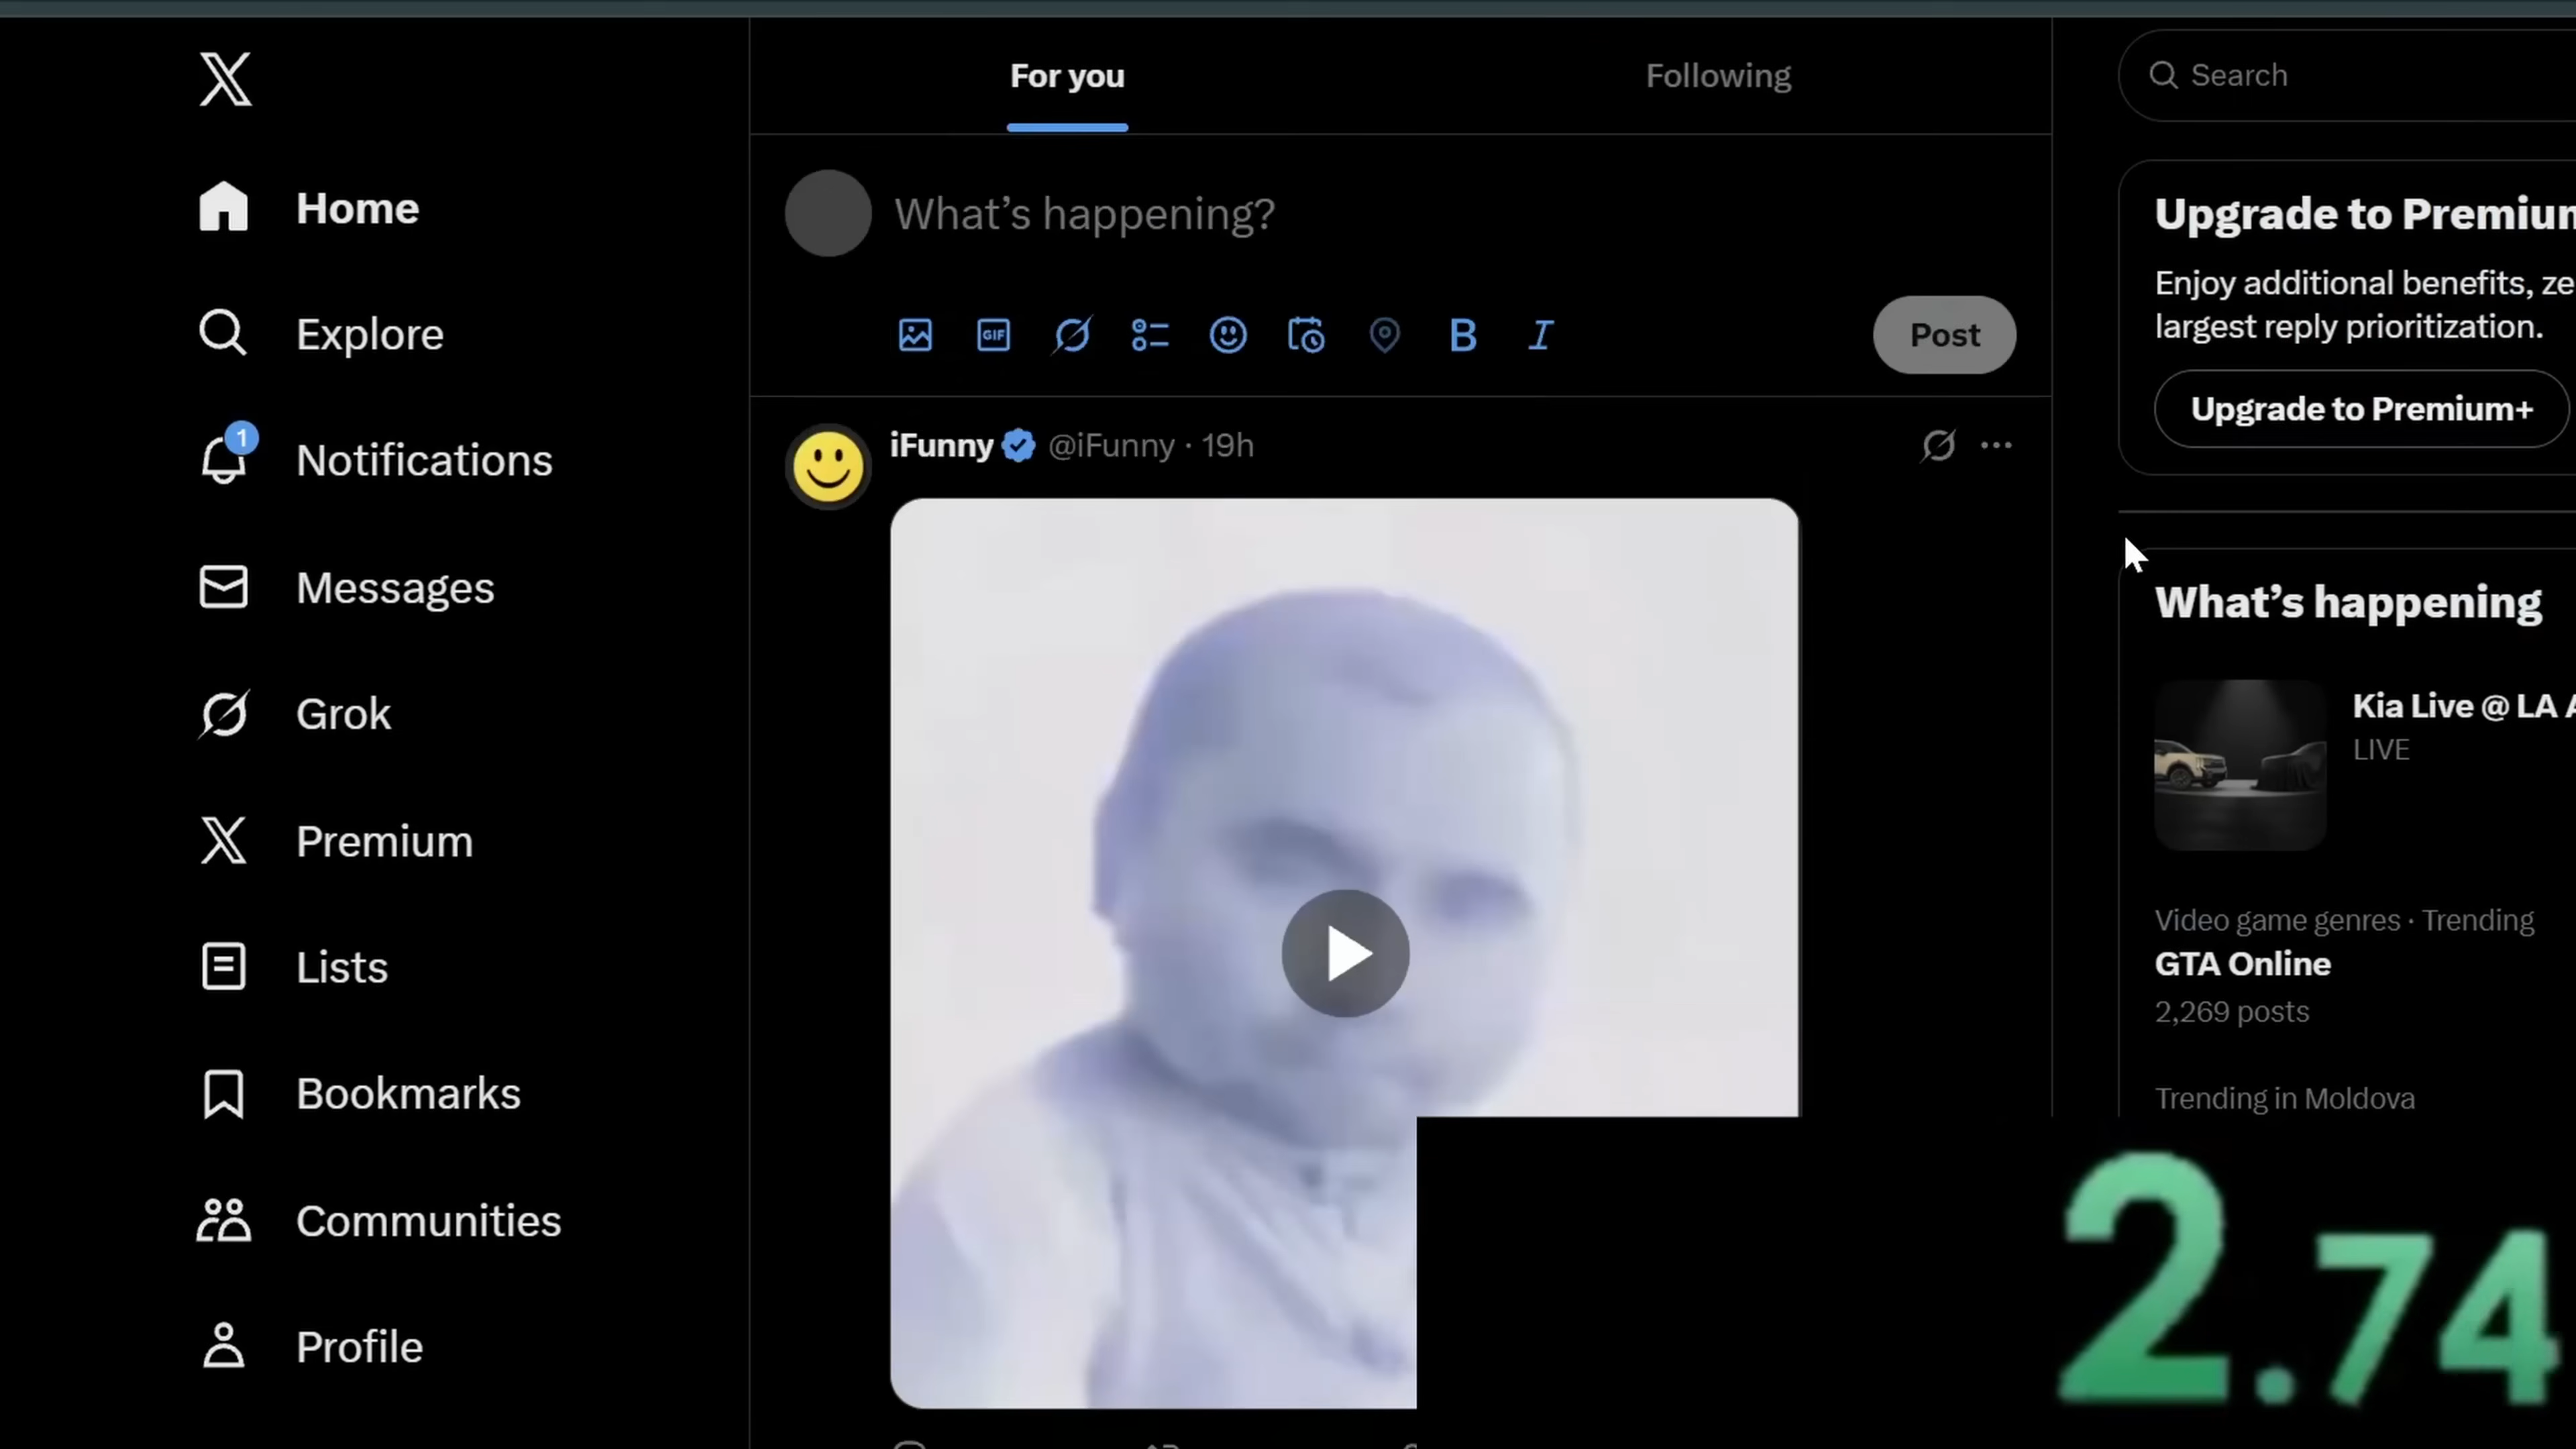 Home
Explore
1
Notifications
Messages
Grok
Premium
Lists
Bookmarks
Communities
Profile
For you
Following
What's happening?
GIF
B
I
Post
iFunny @iFunny · 19h
Search
Upgrade to Premium
Enjoy additional benefits,
largest reply prioritization.
Upgrade to Premium+
What's happening
Kia Live @ LA
LIVE
Video game genres · Trending
GTA Online
2,269 posts
Trending in Moldova
2.74